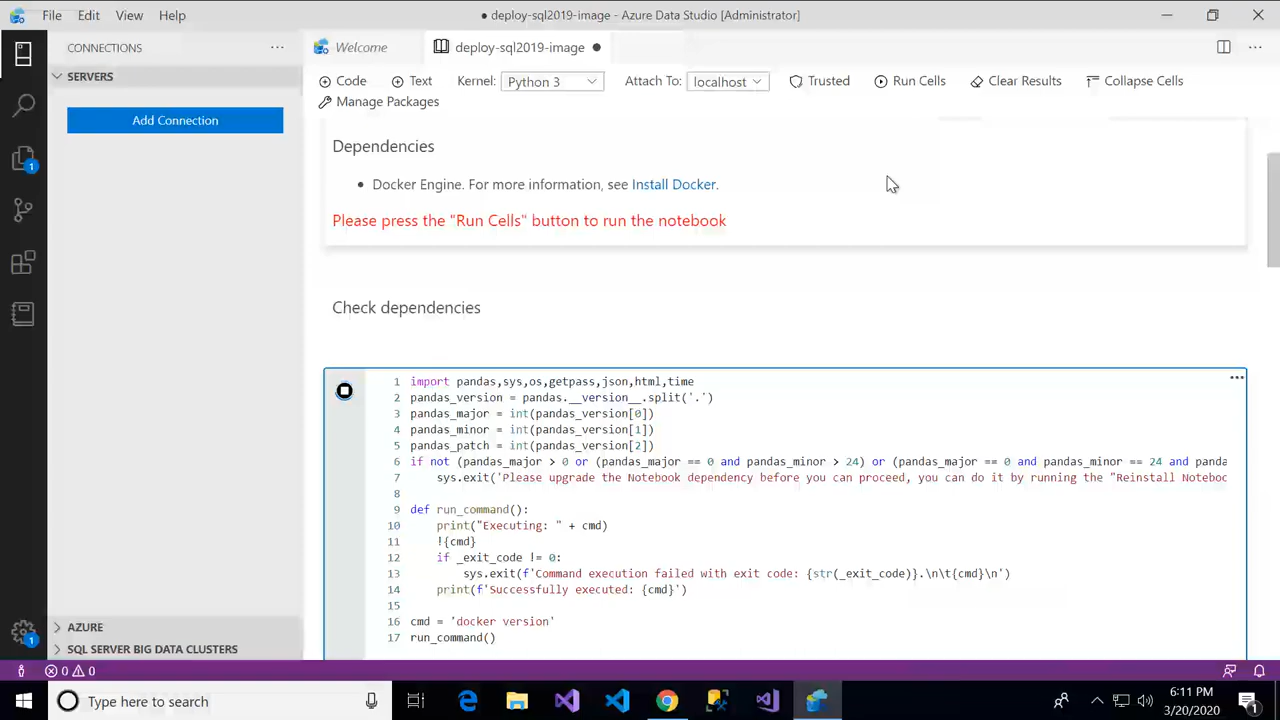 File Edit View Help
● deploy-sql2019-image - Azure Data Studio [Administrator]
CONNECTIONS
Welcome
deploy-sql2019-image ●
SERVERS
Add Connection
Code Text Kernel: Python 3 Attach To: localhost Trusted Run Cells Clear Results Collapse Cells
Manage Packages
Dependencies
• Docker Engine. For more information, see Install Docker.
Please press the "Run Cells" button to run the notebook
Check dependencies
1 import pandas,sys,os,getpass,json,html,time
2 pandas_version = pandas.__version__.split('.')
3 pandas_major = int(pandas_version[0])
4 pandas_minor = int(pandas_version[1])
5 pandas_patch = int(pandas_version[2])
6 if not (pandas_major > 0 or (pandas_major == 0 and pandas_minor > 24) or (pandas_major == 0 and pandas_minor == 24 and panda
7 sys.exit('Please upgrade the Notebook dependency before you can proceed, you can do it by running the "Reinstall Noteboo
8
9 def run_command():
10 print("Executing: " + cmd)
11 !{cmd}
12 if _exit_code != 0:
13 sys.exit(f'Command execution failed with exit code: {str(_exit_code)}.\n\t{cmd}\n')
14 print(f'Successfully executed: {cmd}')
15
16 cmd = 'docker version'
17 run_command()
1
1
AZURE
SQL SERVER BIG DATA CLUSTERS
0 0
Type here to search
6:11 PM
3/20/2020
1